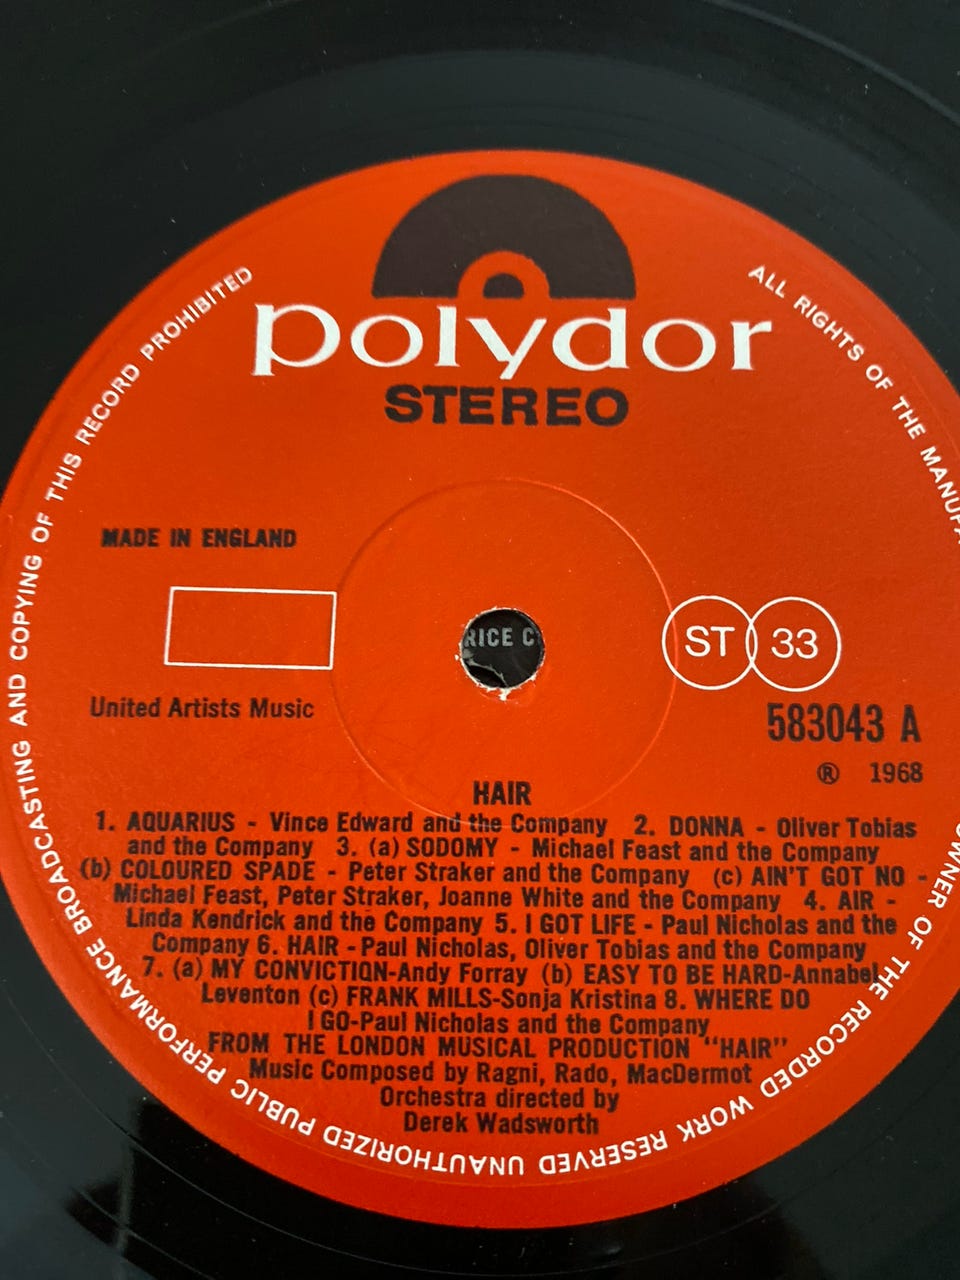 polydor
STEREO
MADE IN ENGLAND
RICE C
ST 33
United Artists Music
583043 A
® 1968
HAIR
1. AQUARIUS - Vince Edward and the Company 2. DONNA - Oliver Tobias
and the Company 3. (a) SODOMY - Michael Feast and the Company
(b) COLOURED SPADE - Peter Straker and the Company (c) AIN'T GOT NO -
Michael Feast, Peter Straker, Joanne White and the Company 4. AIR -
Linda Kendrick and the Company 5. I GOT LIFE - Paul Nicholas and the
Company 6. HAIR - Paul Nicholas, Oliver Tobias and the Company
7. (a) MY CONVICTION-Andy Forray (b) EASY TO BE HARD-Annabel
Leventon (c) FRANK MILLS-Sonja Kristina 8. WHERE DO
I GO-Paul Nicholas and the Company
FROM THE LONDON MUSICAL PRODUCTION "HAIR"
Music Composed by Ragni, Rado, MacDermot
Orchestra directed by
Derek Wadsworth
ALL RIGHTS OF THE MANUFA
OWNER OF THE RECORDED WORK RESERVED UNAUTHORIZED PUBLIC PERFORMANCE BROADCASTING AND COPYING OF THIS RECORD PROHIBITED